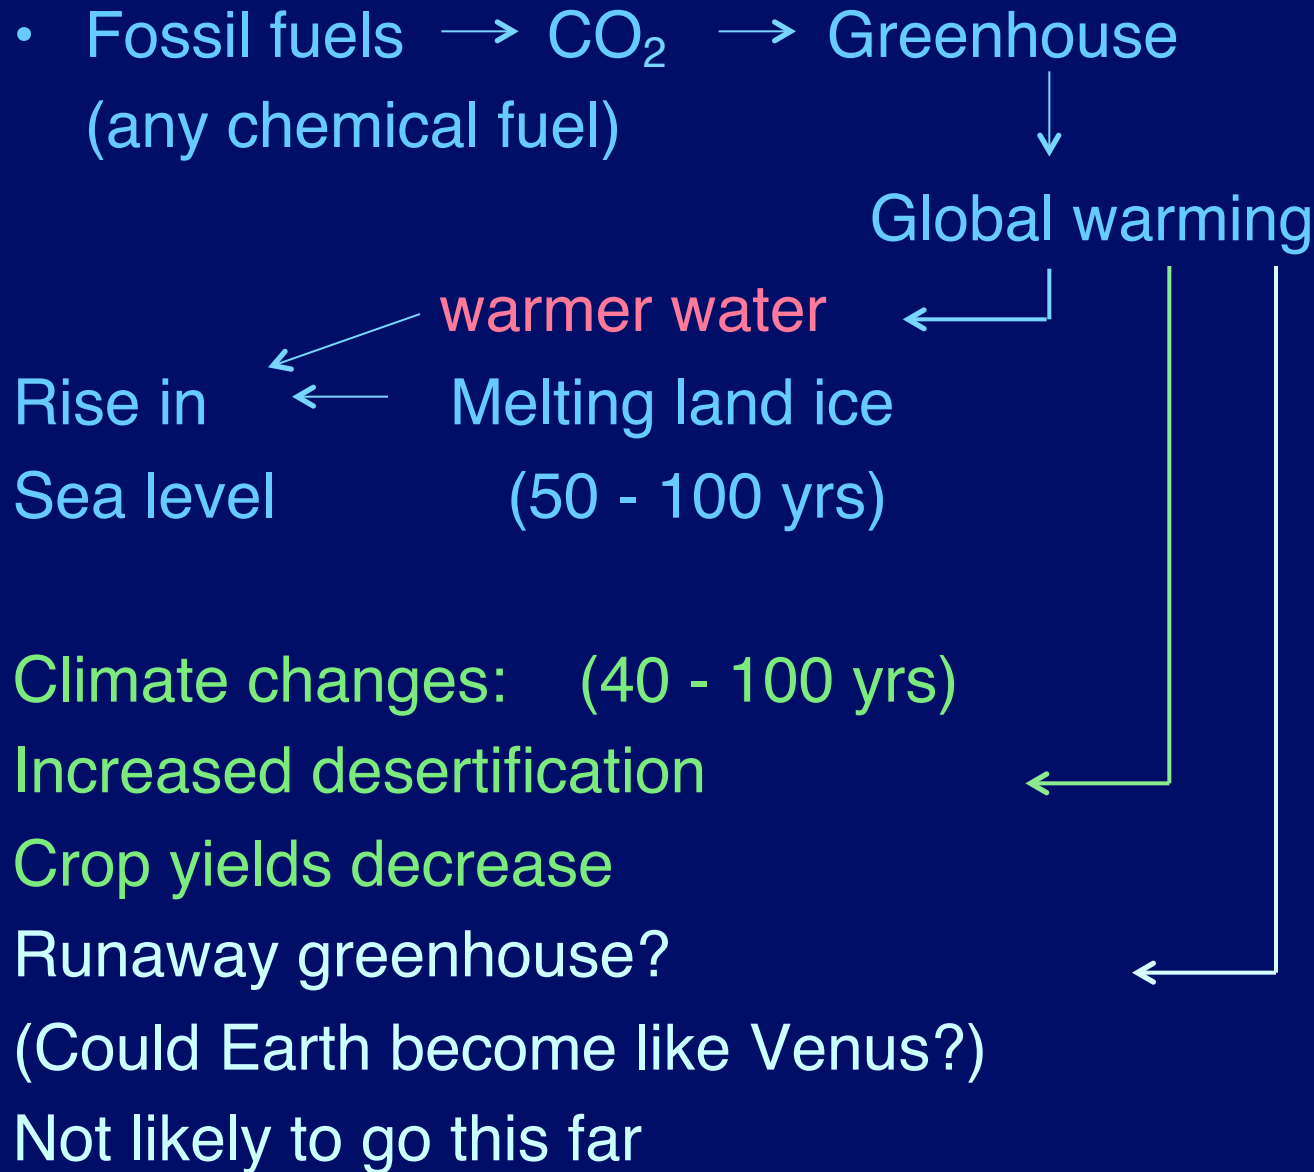 • Fossil fuels → CO₂ → Greenhouse
(any chemical fuel)
Global warming
warmer water
Rise in ← Melting land ice
Sea level (50 - 100 yrs)
Climate changes: (40 - 100 yrs)
Increased desertification
Crop yields decrease
Runaway greenhouse?
(Could Earth become like Venus?)
Not likely to go this far